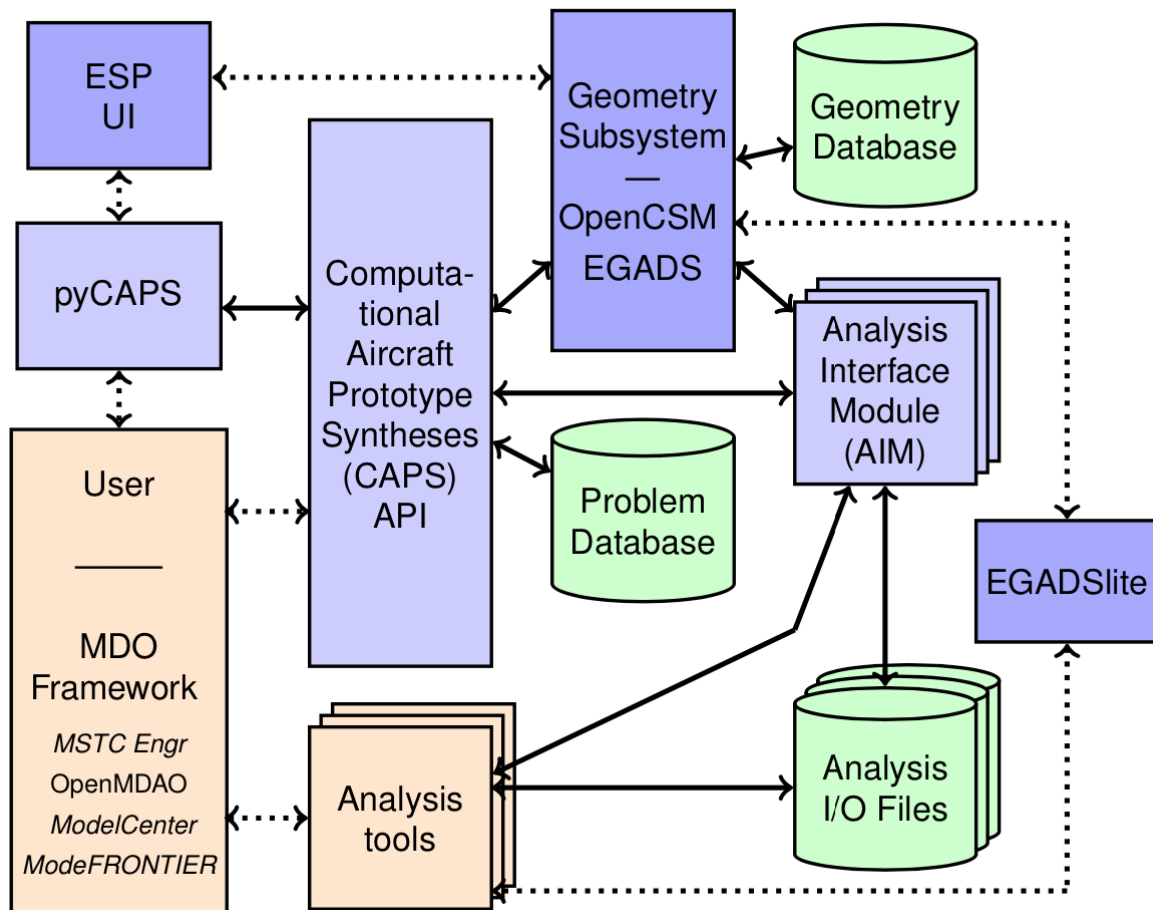 ESP
UI
Geometry
Subsystem
—
OpenCSM
EGADS
Geometry
Database
pyCAPS
Computa-
tional
Aircraft
Prototype
Syntheses
(CAPS)
API
Analysis
Interface
Module
(AIM)
Problem
Database
EGADSlite
User
MDO
Framework
MSTC Engr
OpenMDAO
ModelCenter
ModeFRONTIER
Analysis
tools
Analysis
I/O Files